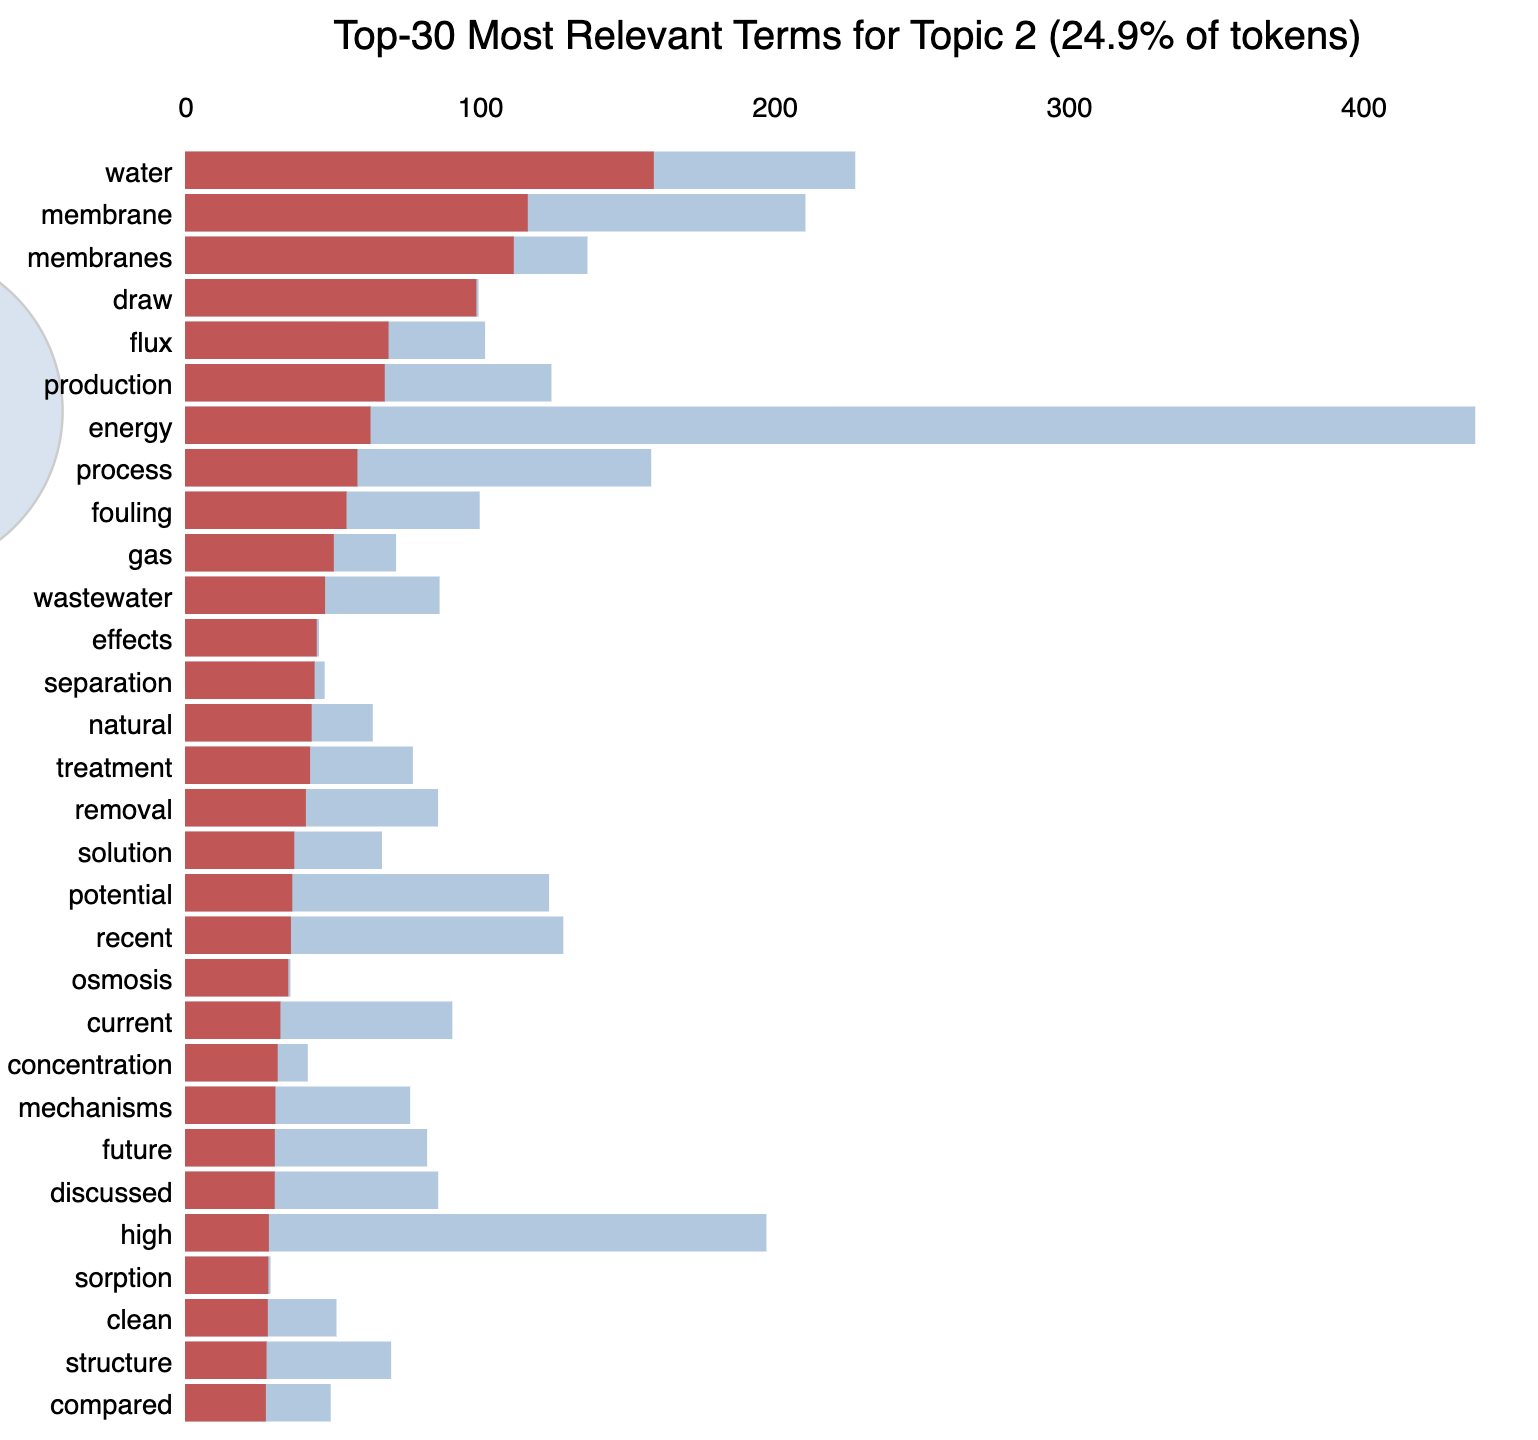 Top-30 Most Relevant Terms for Topic 2 (24.9% of tokens)
0 100 200 300 400
water
membrane
membranes
draw
flux
production
energy
process
fouling
gas
wastewater
effects
separation
natural
treatment
removal
solution
potential
recent
osmosis
current
concentration
mechanisms
future
discussed
high
sorption
clean
structure
compared